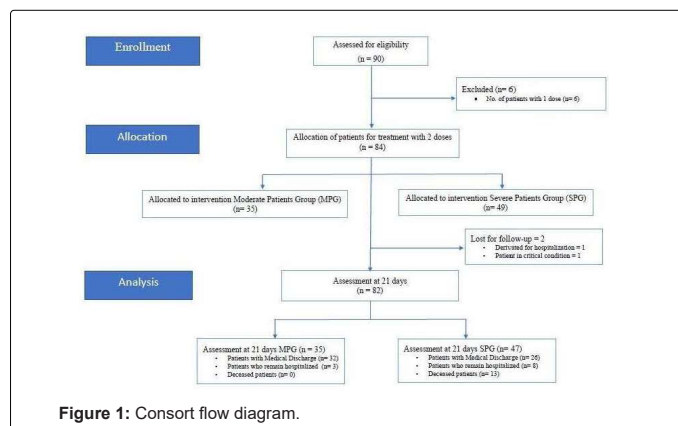 Enrollment
Assessed for eligibility
(n = 90)
Excluded (n= 6)
• No. of patients with 1 dose (n= 6)
Allocation
Allocation of patients for treatment with 2 doses
(n = 84)
Allocated to intervention Moderate Patients Group (MPG)
(n= 35)
Allocated to intervention Severe Patients Group (SPG)
(n= 49)
Lost for follow-up = 2
• Derivated for hospitalization = 1
• Patient in critical condition = 1
Analysis
Assessment at 21 days
(n = 82)
Assessment at 21 days MPG (n = 35)
• Patients with Medical Discharge (n= 32)
• Patients who remain hospitalized (n= 3)
• Deceased patients (n= 0)
Assessment at 21 days SPG (n= 47)
• Patients with Medical Discharge (n= 26)
• Patients who remain hospitalized (n= 8)
• Deceased patients (n= 13)
Figure 1: Consort flow diagram.